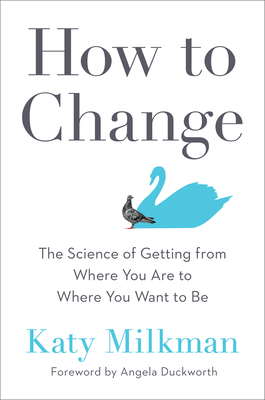 How to
Change
The Science of Getting from
Where You Are to
Where You Want to Be
Katy Milkman
Foreword by Angela Duckworth